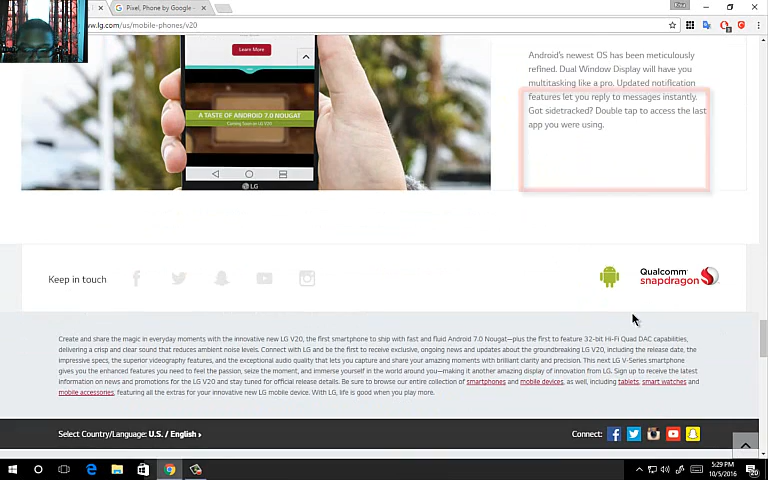 Pixel, Phone by Google -
Kiva
w.lg.com/us/mobile-phones/v20
Learn More
A TASTE OF ANDROID 7.0 NOUGAT
Coming Soon on LG V20
LG
Android's newest OS has been meticulously
refined. Dual Window Display will have you
multitasking like a pro. Updated notification
features let you reply to messages instantly.
Got sidetracked? Double tap to access the last
app you were using.
Keep in touch
Qualcomm
snapdragon
Create and share the magic in everyday moments with the innovative new LG V20, the first smartphone to ship with fast and fluid Android 7.0 Nougat—plus the first to feature 32-bit Hi-Fi Quad DAC capabilities,
delivering a crisp and clear sound that reduces ambient noise levels. Connect with LG and be the first to receive exclusive, ongoing news and updates about the groundbreaking LG V20, including the release date, the
impressive specs, the superior videography features, and the exceptional audio quality that lets you capture and share your amazing moments with brilliant clarity and precision. This next LG V-Series smartphone
gives you the enhanced features you need to feel the passion, seize the moment, and immerse yourself in the world around you—making it another amazing display of innovation from LG. Sign up to receive the latest
information on news and promotions for the LG V20 and stay tuned for official release details. Be sure to browse our entire collection of smartphones and mobile devices, as well, including tablets, smart watches and
mobile accessories, featuring all the extras for your innovative new LG mobile device. With LG, life is good when you play more.
Select Country/Language: U.S. / English ›
Connect:
5:29 PM
10/5/2016
20